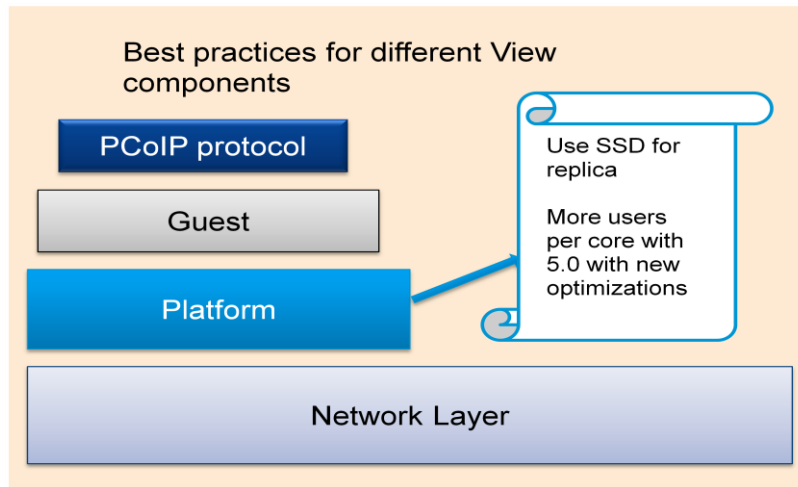 Best practices for different View
components
PCoIP protocol
Guest
Platform
Network Layer
Use SSD for
replica
More users
per core with
5.0 with new
optimizations